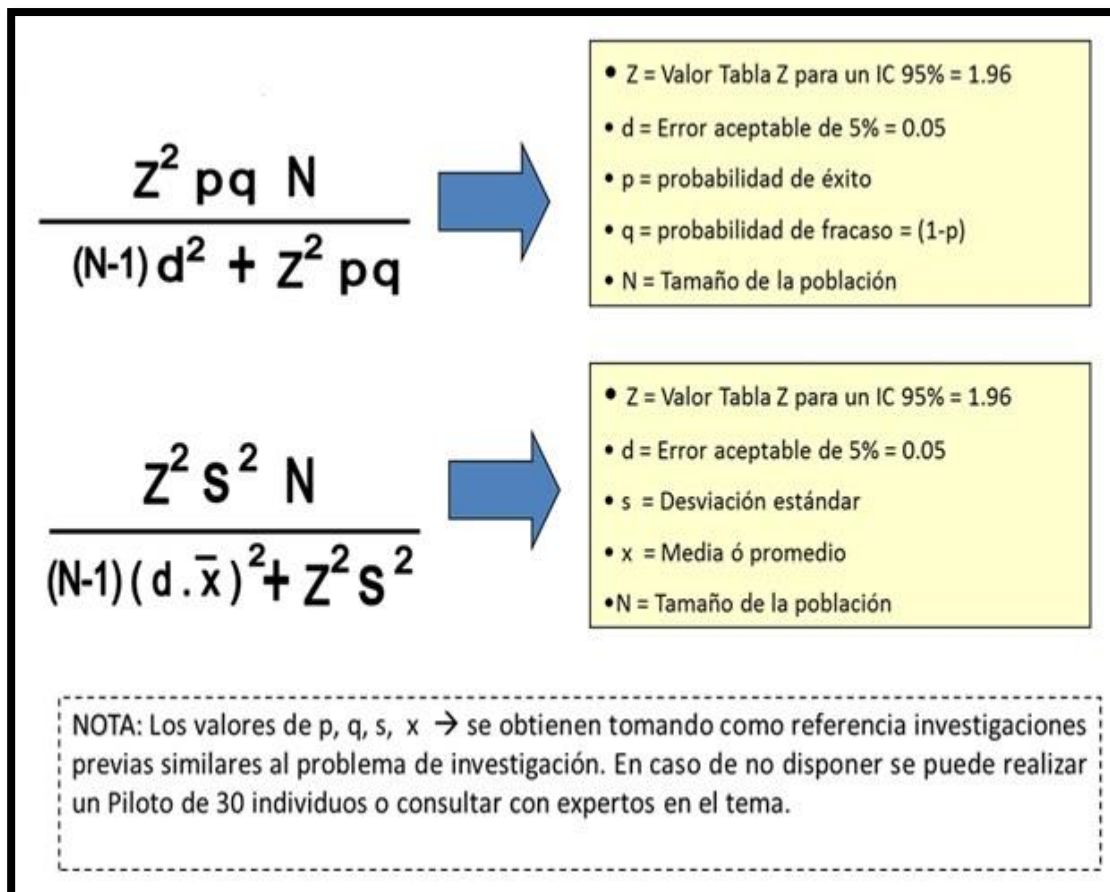 Z² pq N
(N-1) d² + Z² pq
• Z = Valor Tabla Z para un IC 95% = 1.96
• d = Error aceptable de 5% = 0.05
• p = probabilidad de éxito
• q = probabilidad de fracaso = (1-p)
• N = Tamaño de la población
Z² s² N
(N-1) ( d . x̄ )² + Z² s²
• Z = Valor Tabla Z para un IC 95% = 1.96
• d = Error aceptable de 5% = 0.05
• s = Desviación estándar
• x = Media ó promedio
•N = Tamaño de la población
NOTA: Los valores de p, q, s, x → se obtienen tomando como referencia investigaciones
previas similares al problema de investigación. En caso de no disponer se puede realizar
un Piloto de 30 individuos o consultar con expertos en el tema.